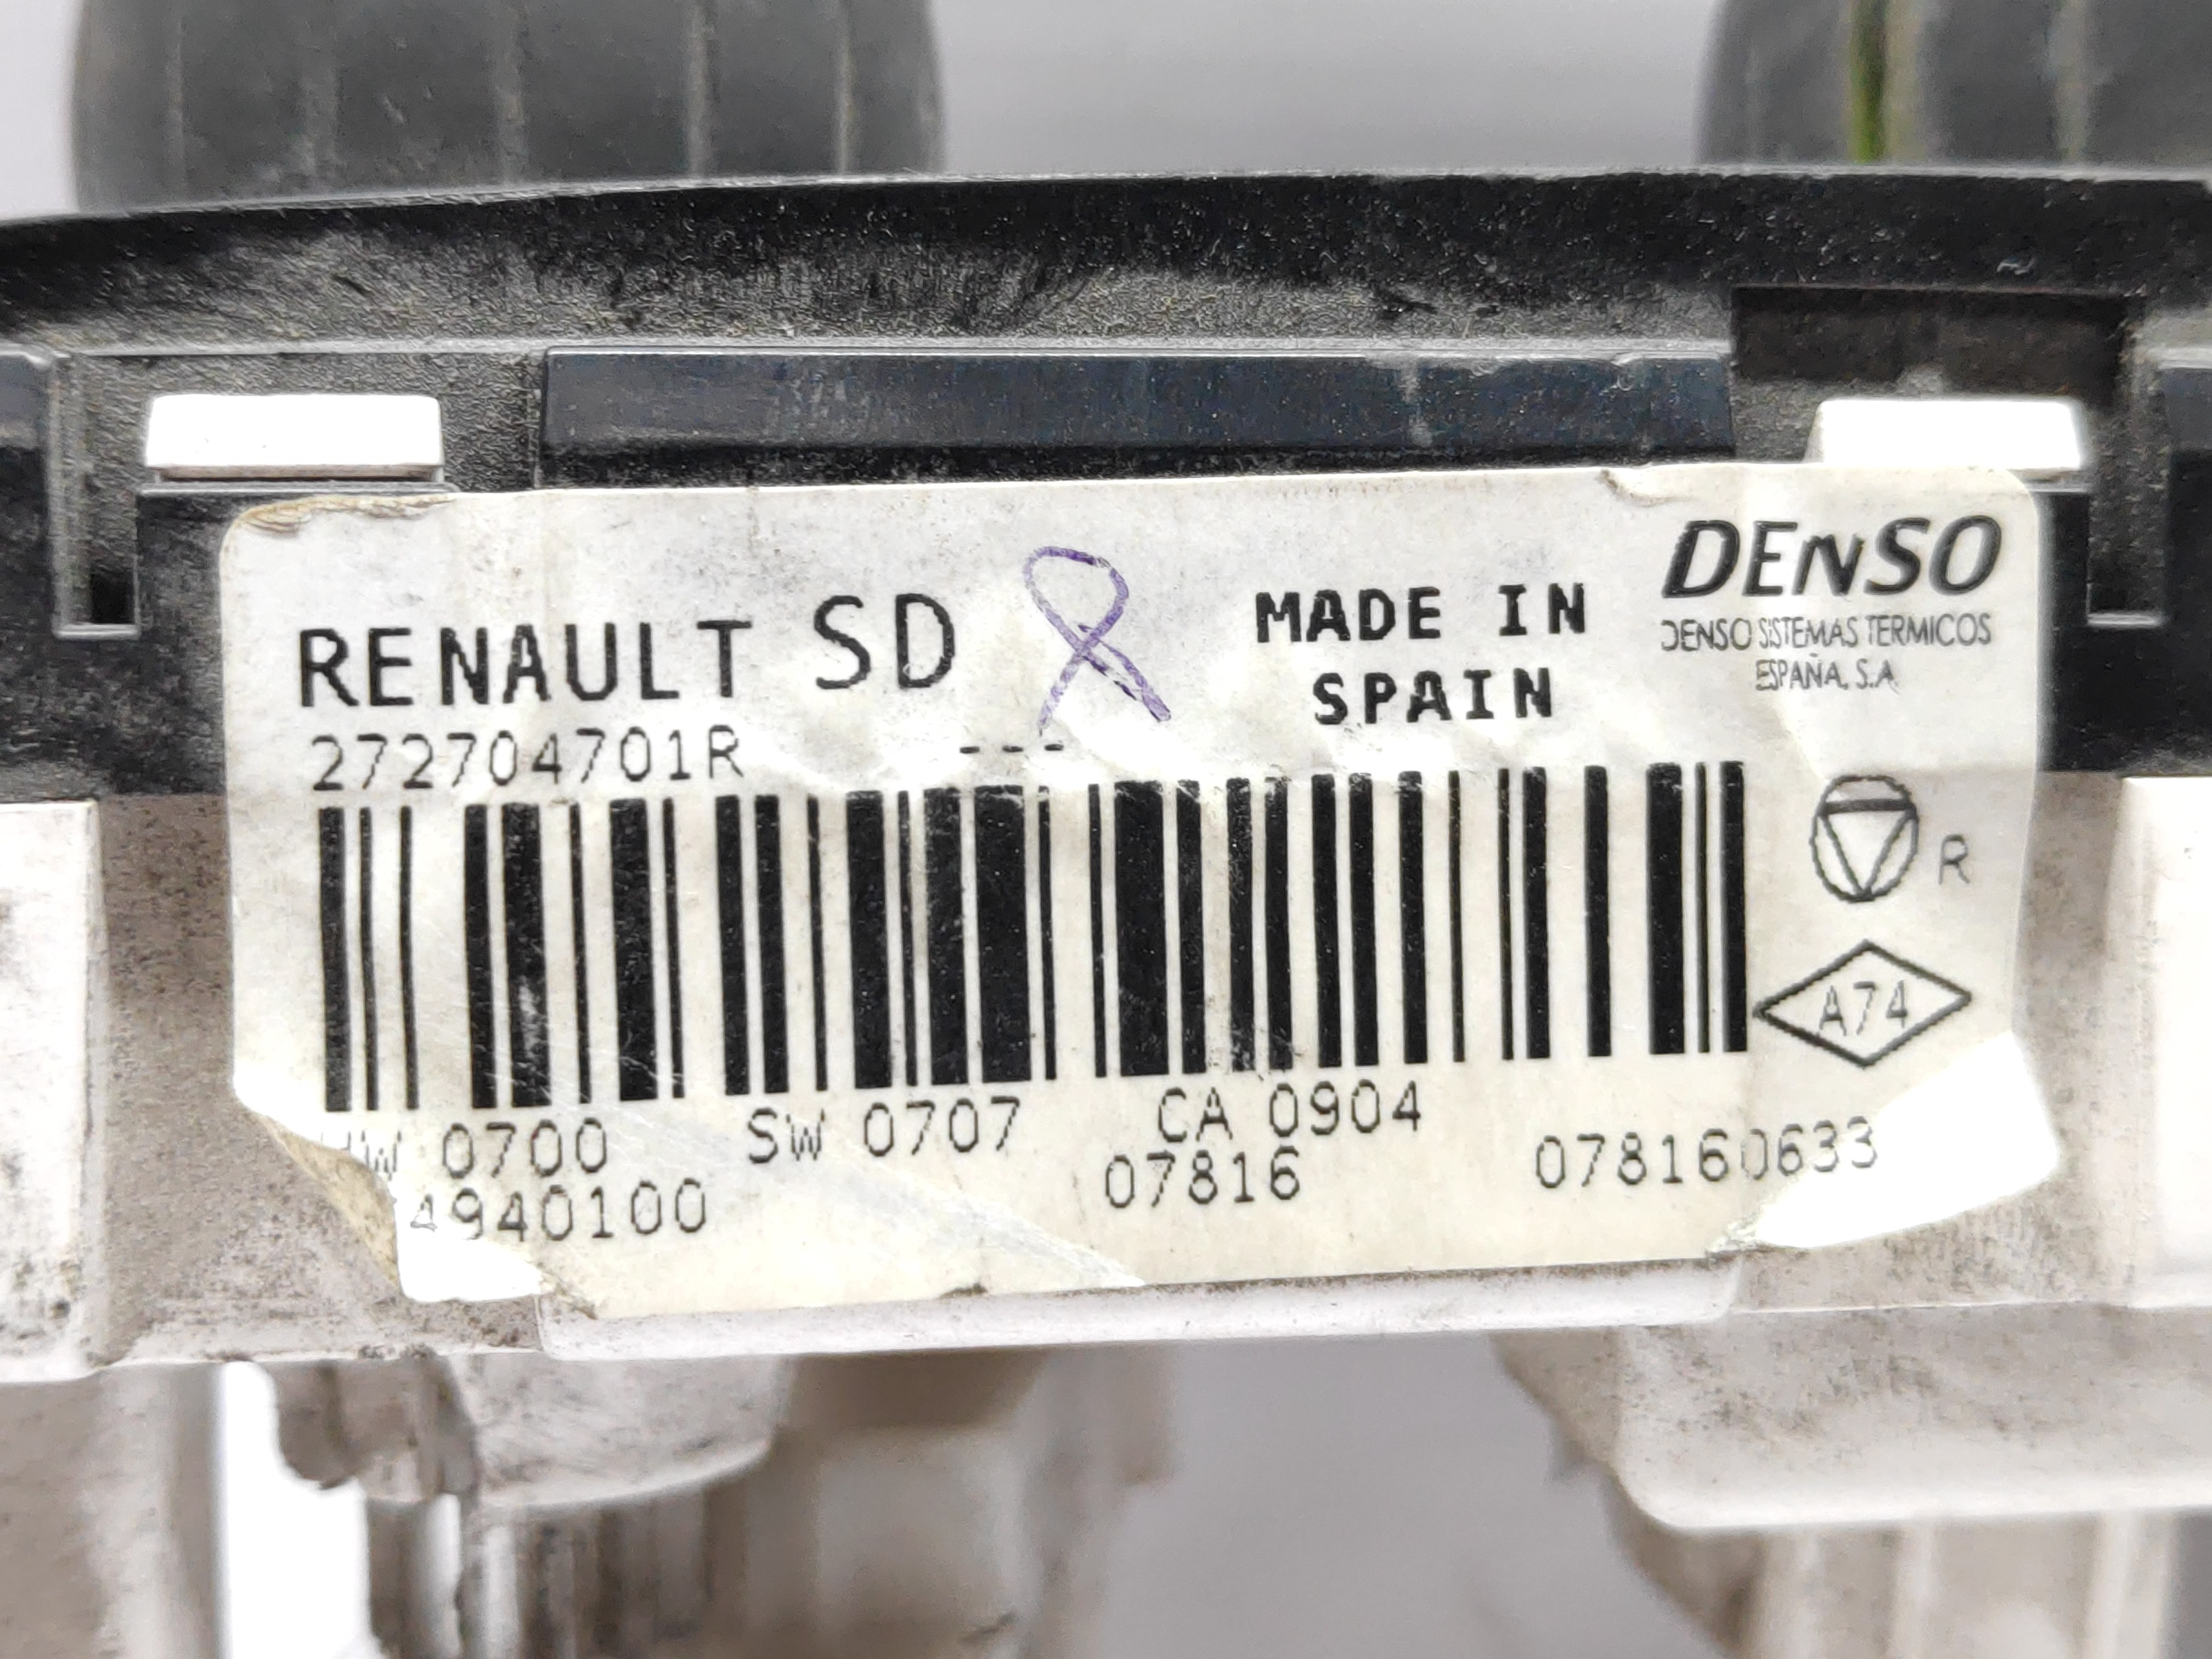 RENAULT SD
MADE IN
SPAIN
DENSO
DENSO SISTEMAS TERMICOS
ESPAÑA, S.A.
272704701R
---
R
A74
HW 0700 SW 0707 CA 0904
4940100 07816 078160633